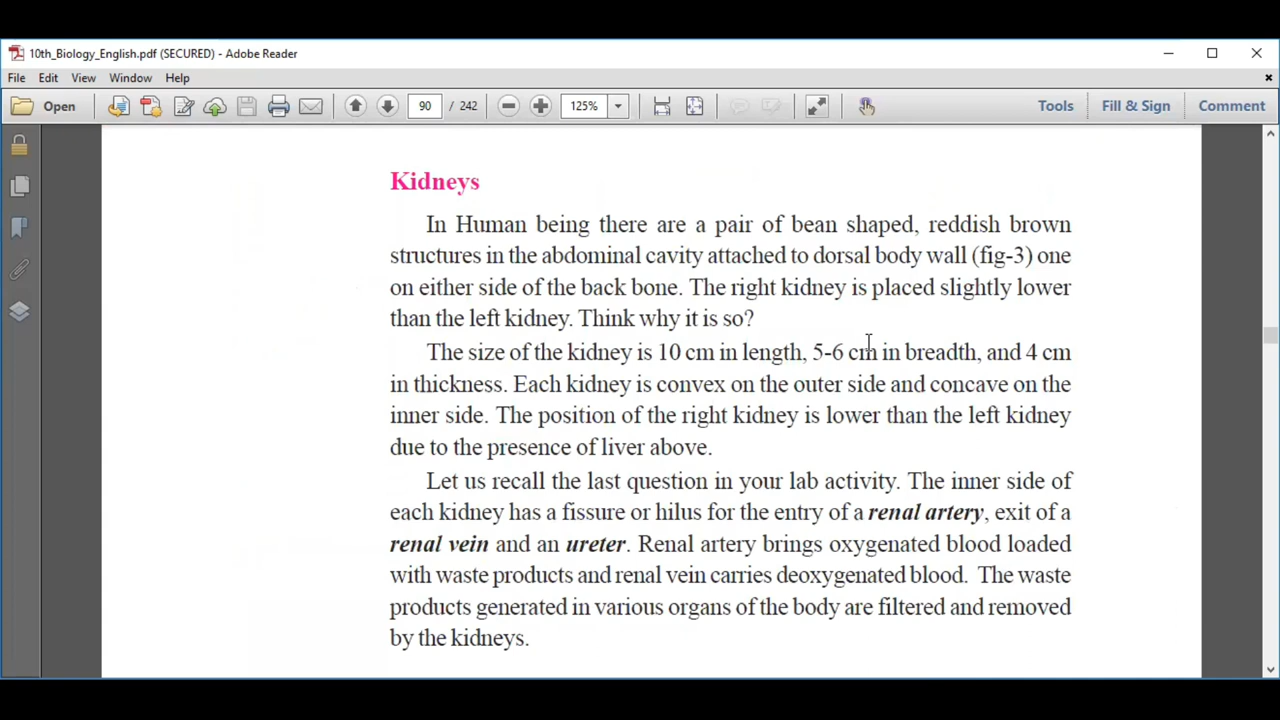 10th_Biology_English.pdf (SECURED) - Adobe Reader
File Edit View Window Help
Open 90 / 242 125% Tools Fill & Sign Comment
Kidneys
In Human being there are a pair of bean shaped, reddish brown
structures in the abdominal cavity attached to dorsal body wall (fig-3) one
on either side of the back bone. The right kidney is placed slightly lower
than the left kidney. Think why it is so?
The size of the kidney is 10 cm in length, 5-6 cm in breadth, and 4 cm
in thickness. Each kidney is convex on the outer side and concave on the
inner side. The position of the right kidney is lower than the left kidney
due to the presence of liver above.
Let us recall the last question in your lab activity. The inner side of
each kidney has a fissure or hilus for the entry of a renal artery, exit of a
renal vein and an ureter. Renal artery brings oxygenated blood loaded
with waste products and renal vein carries deoxygenated blood. The waste
products generated in various organs of the body are filtered and removed
by the kidneys.